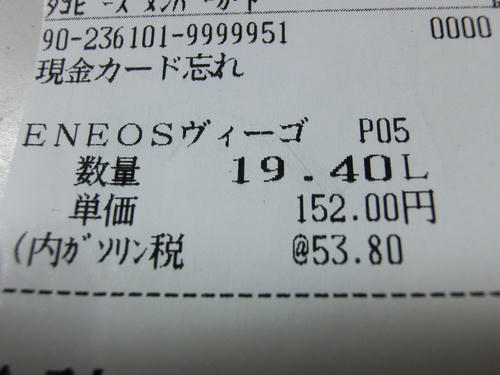 90-236101-9999951 0000
現金カード忘れ
ENEOSヴィーゴ P05
数量 19.40L
単価 152.00円
(内ガソリン税 @53.80